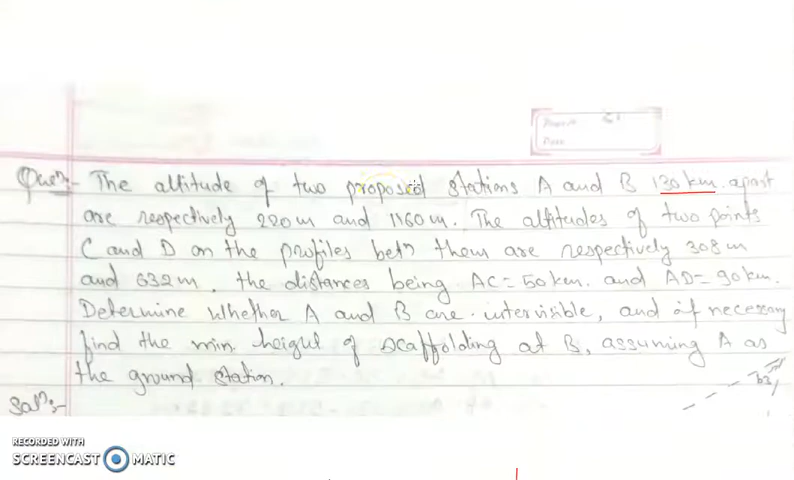 Que:- The altitude of two proposed stations A and B 130 km. apart
are respectively 220 m and 1160 m. The altitudes of two points
C and D on the profiles betn them are respectively 308 m
and 632 m. the distances being AC = 50 km. and AD = 90 km.
Determine whether A and B are intervisible, and if necessary
find the min. height of scaffolding at B, assuming A as
the ground station.
Soln:-
RECORDED WITH
SCREENCAST MATIC